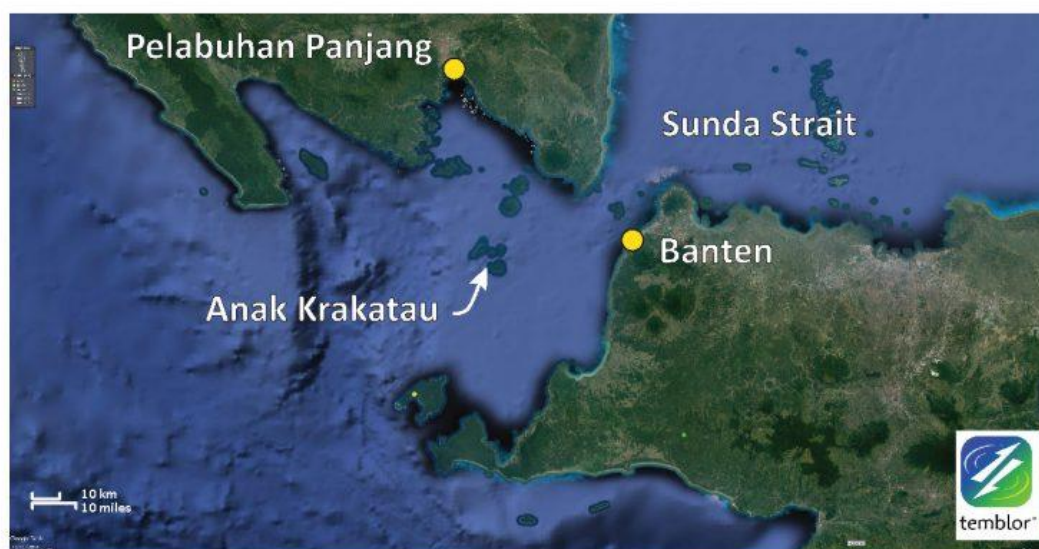 Pelabuhan Panjang
Sunda Strait
Banten
Anak Krakatau
10 km
10 miles
temblor